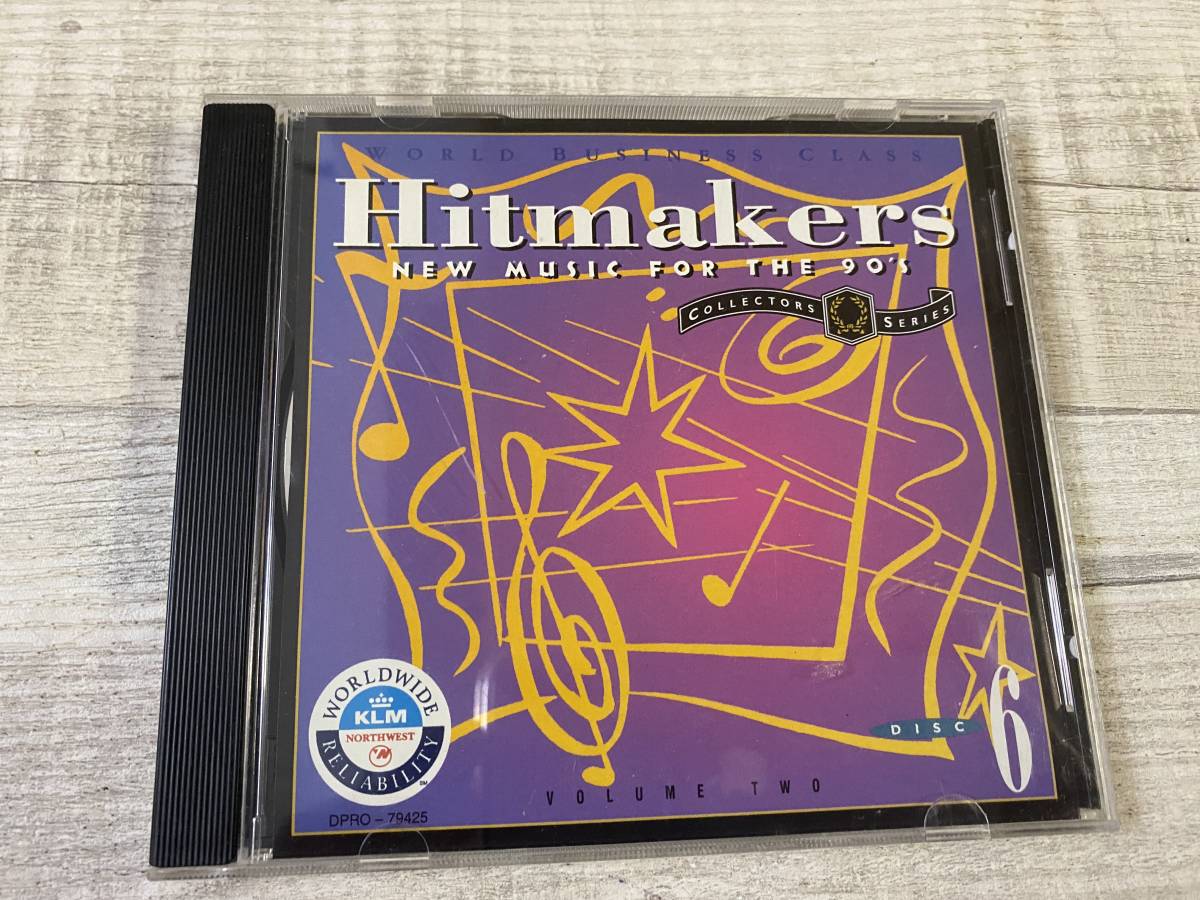 WORLD BUSINESS CLASS
Hitmakers
NEW MUSIC FOR THE 90'S
COLLECTORS SERIES
WORLDWIDE
KLM
NORTHWEST
RELIABILITY
DISC 6
VOLUME TWO
DPRO - 79425